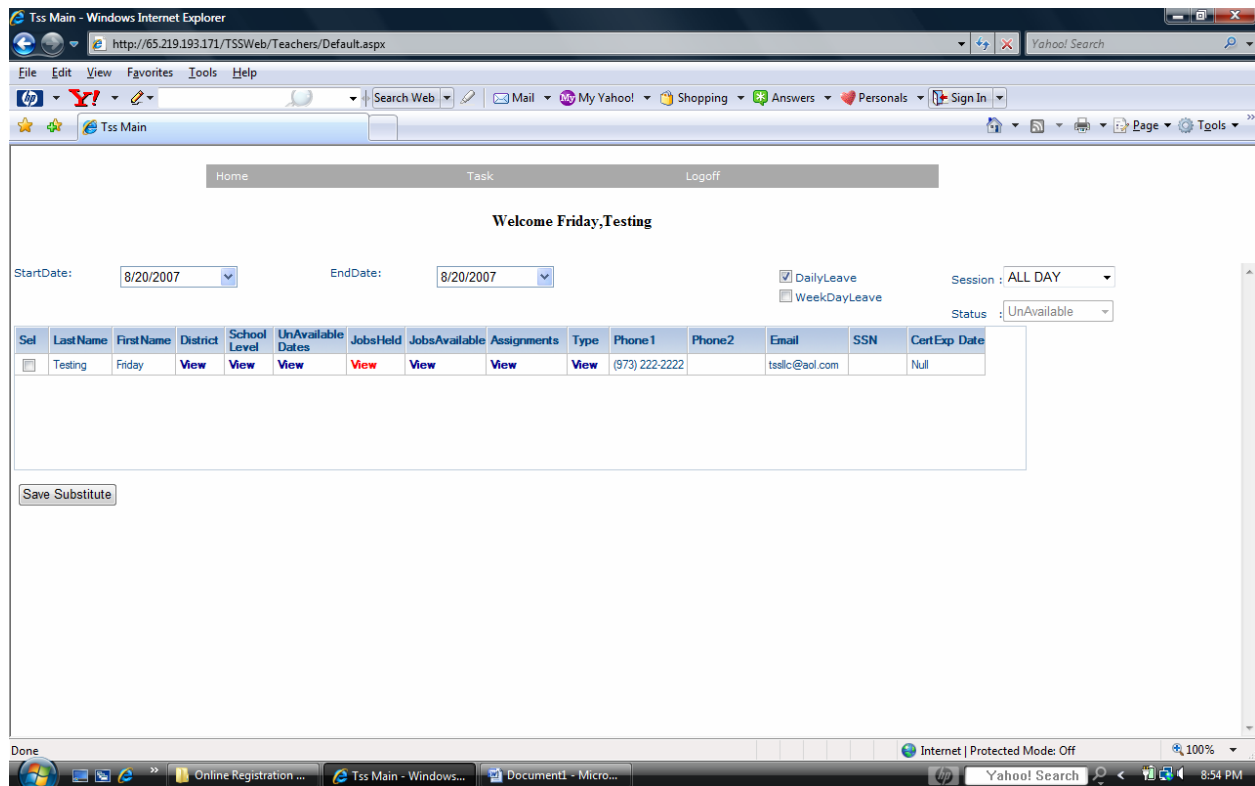 Tss Main - Windows Internet Explorer
http://65.219.193.171/TSSWeb/Teachers/Default.aspx
Yahoo! Search
File Edit View Favorites Tools Help
hp Y! Search Web Mail My Yahoo! Shopping Answers Personals Sign In
Tss Main Page Tools »
Home Task Logoff
Welcome Friday,Testing
StartDate: 8/20/2007 EndDate: 8/20/2007 DailyLeave Session : ALL DAY
WeekDayLeave
Status : UnAvailable
Sel LastName FirstName District School Level UnAvailable Dates JobsHeld JobsAvailable Assignments Type Phone1 Phone2 Email SSN CertExp Date
Testing Friday View View View View View View View (973) 222-2222 tssllc@aol.com Null
Save Substitute
Done Internet | Protected Mode: Off 100%
» Online Registration ... Tss Main - Windows... Document1 - Micro... hp Yahoo! Search < 8:54 PM